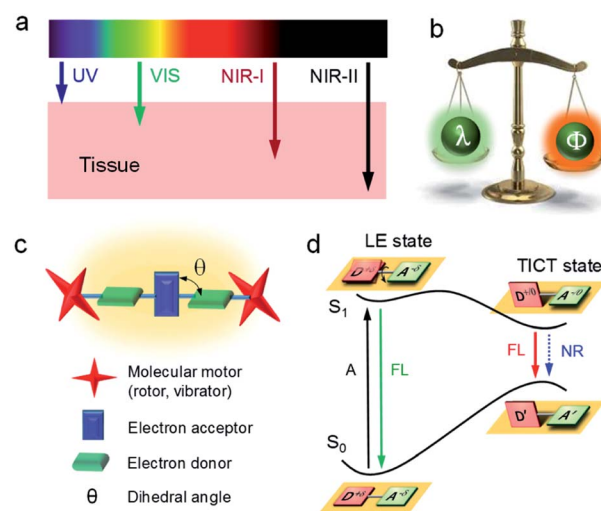 a
UV
VIS
NIR-I
NIR-II
Tissue
b
λ
Φ
c
θ
Molecular motor
(rotor, vibrator)
Electron acceptor
Electron donor
θ Dihedral angle
d
LE state
TICT state
S₁
A
FL
FL
NR
S₀
D'
A'
D+δ
A-δ